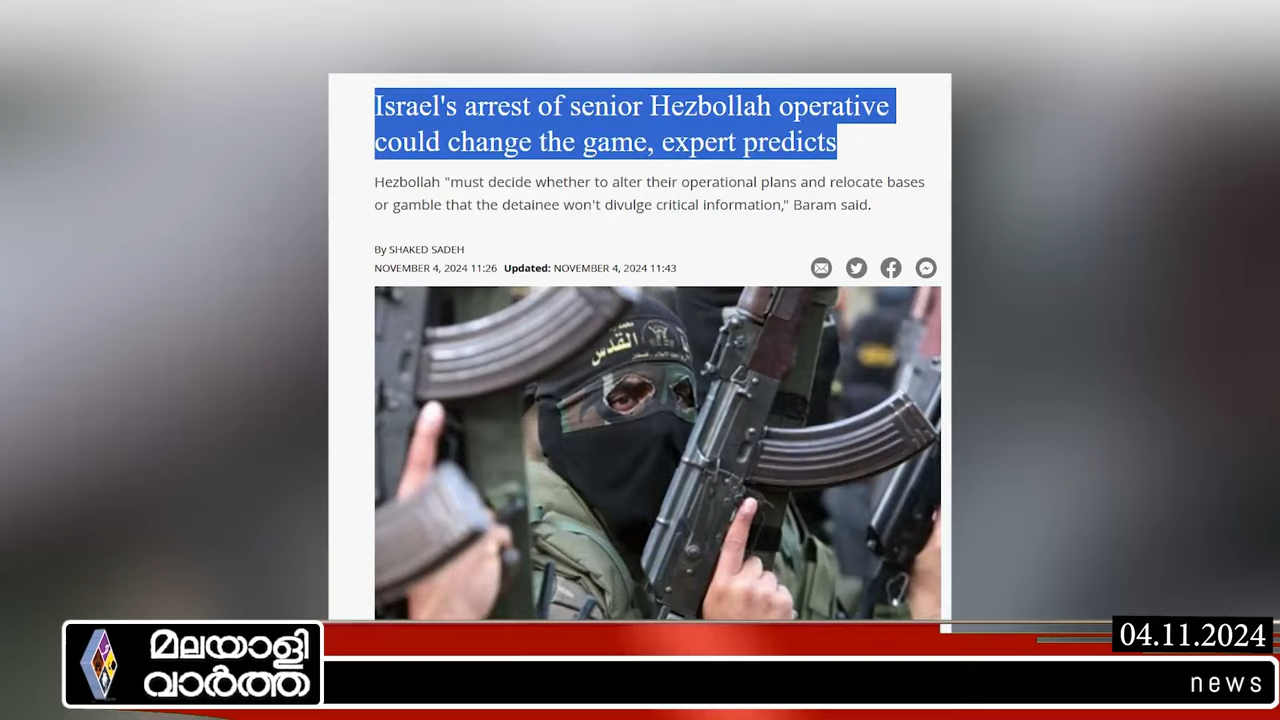 Israel's arrest of senior Hezbollah operative
could change the game, expert predicts
Hezbollah "must decide whether to alter their operational plans and relocate bases
or gamble that the detainee won't divulge critical information," Baram said.
By SHAKED SADEH
NOVEMBER 4, 2024 11:26 Updated: NOVEMBER 4, 2024 11:43
القدس
04.11.2024
മലയാളി
വാർത്ത
news